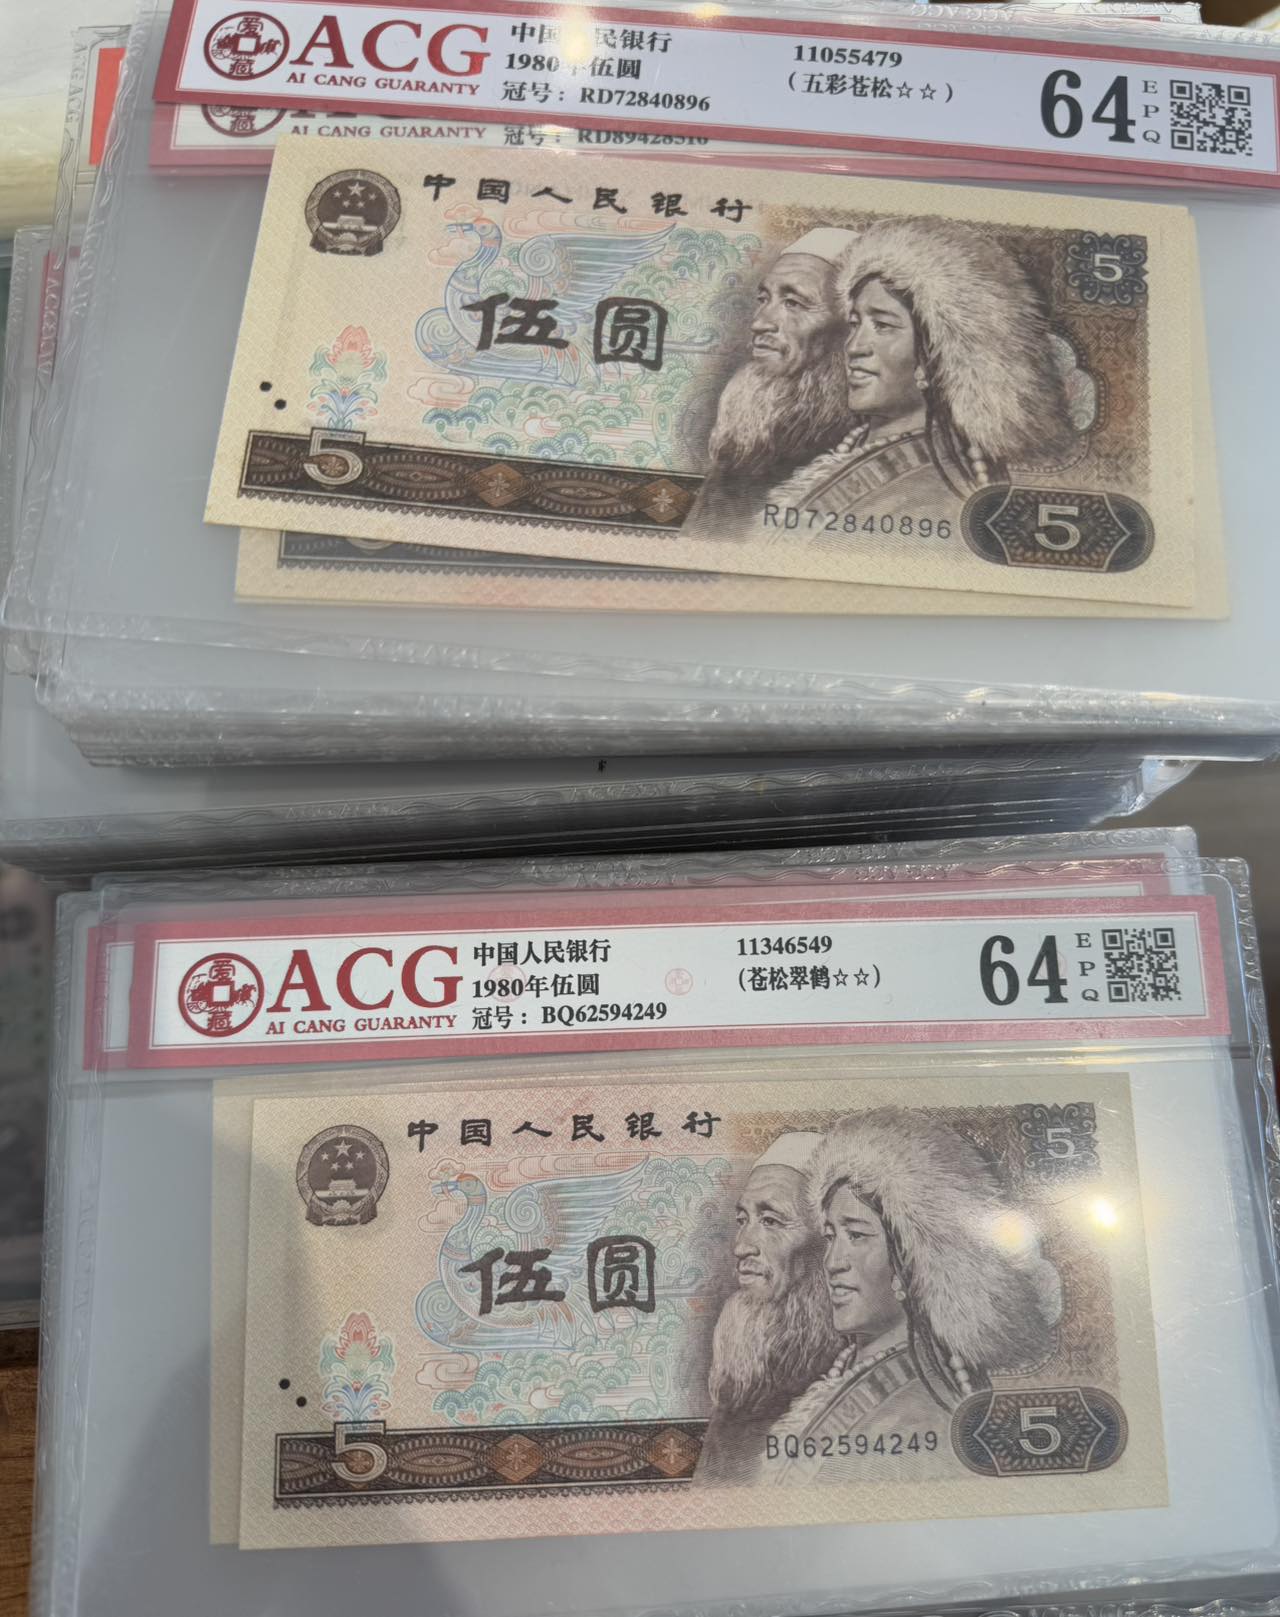 ACG
AI CANG GUARANTY
中国人民银行
1980年伍圆
冠号：RD72840896
11055479
（五彩苍松☆☆）
64
EPQ
AI CANG GUARANTY
中国人民银行
伍圆
5
5
RD72840896
5
ACG
AI CANG GUARANTY
中国人民银行
1980年伍圆
冠号：BQ62594249
11346549
(苍松翠鹤☆☆)
64
EPQ
中国人民银行
伍圆
5
5
BQ62594249
5